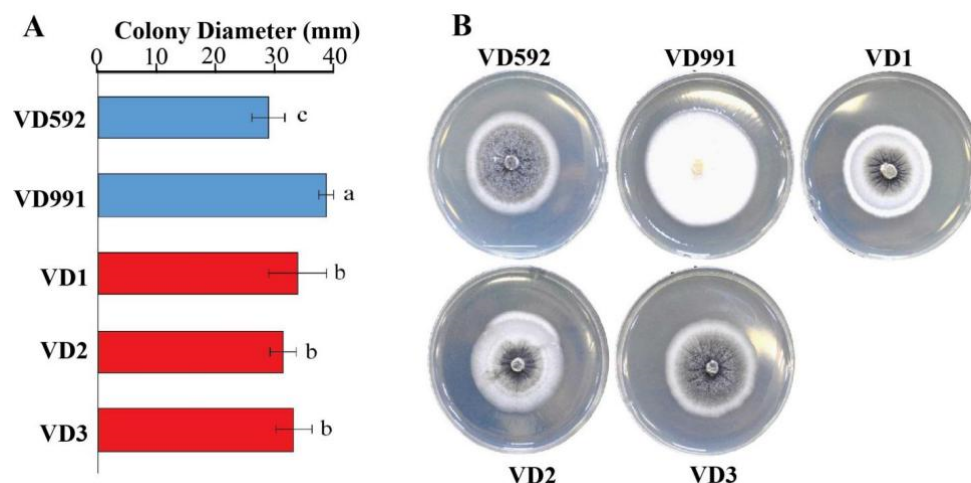 A
Colony Diameter (mm)
0 10 20 30 40
VD592
c
VD991
a
VD1
b
VD2
b
VD3
b
B
VD592 VD991 VD1
VD2 VD3